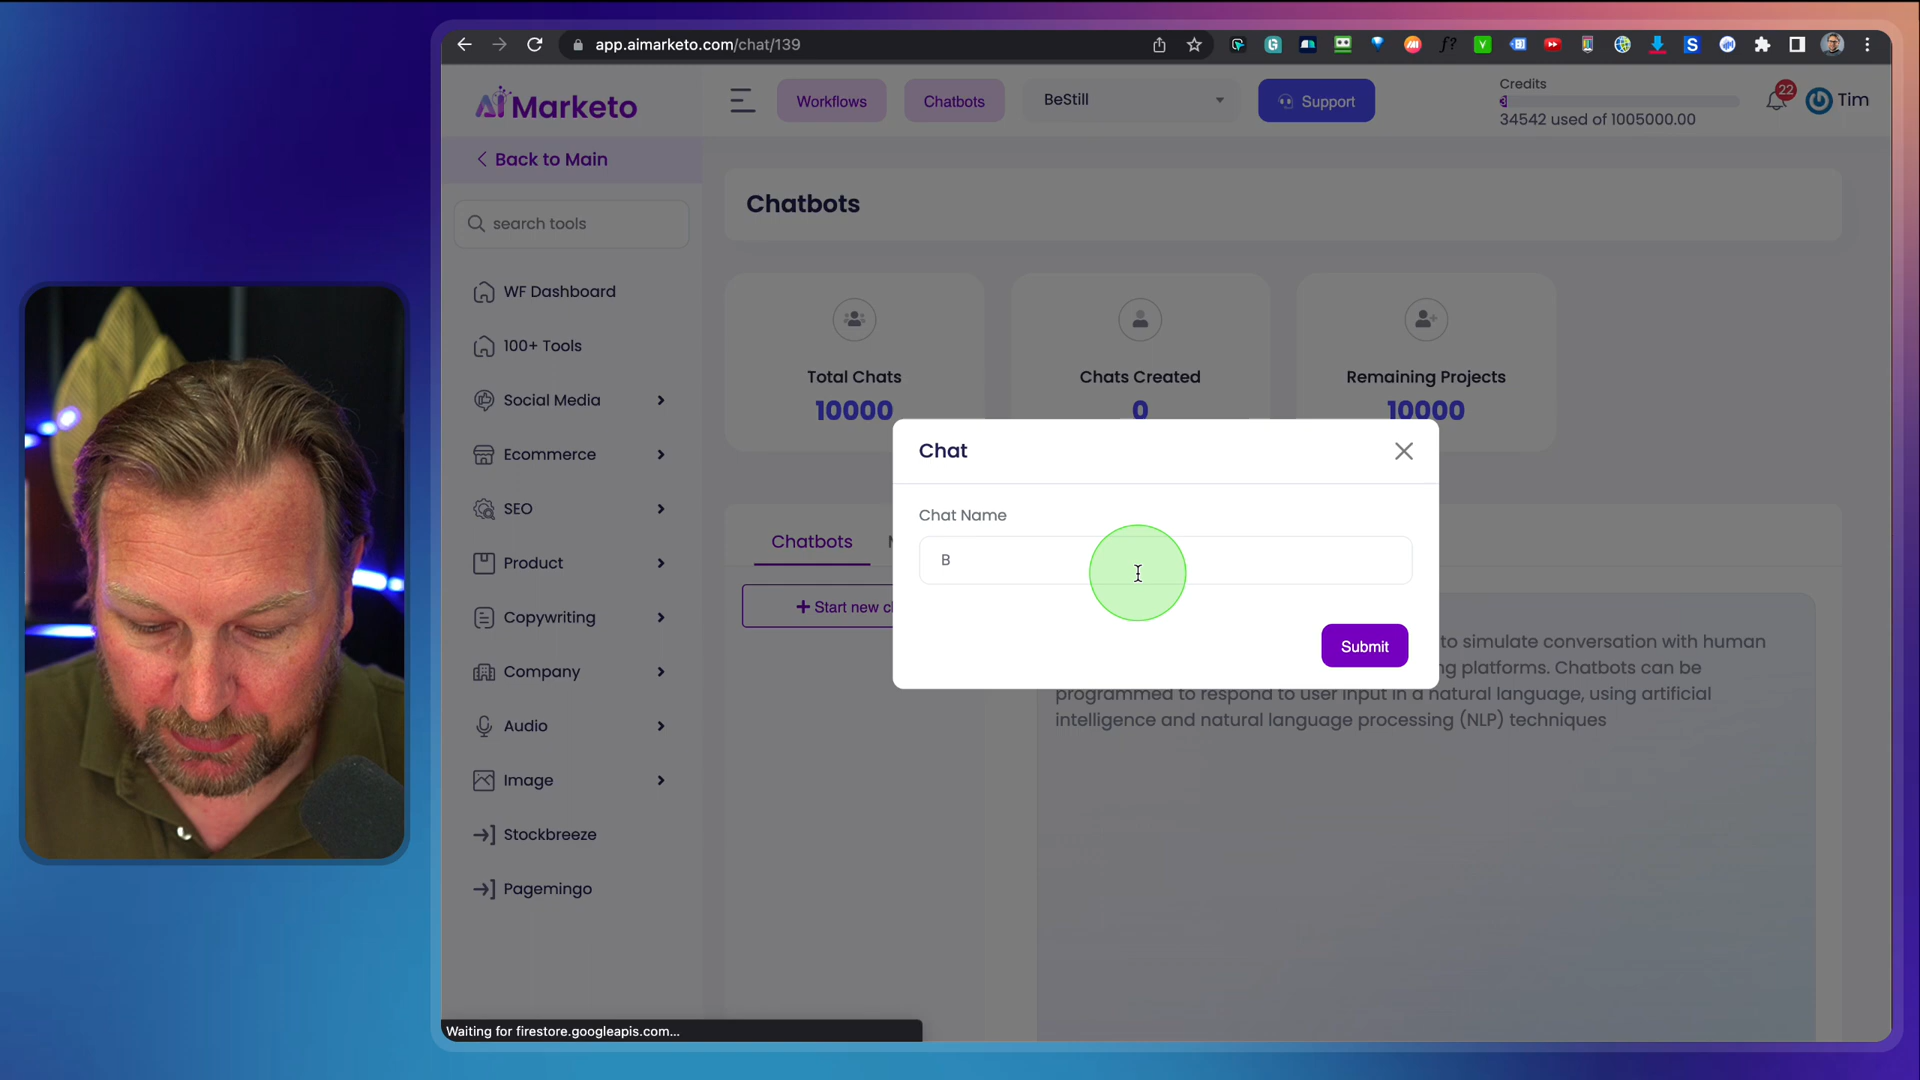 app.aimarketo.com/chat/139
Ai Marketo
Workflows
Chatbots
BeStill
Support
Credits
34542 used of 1005000.00
22
Tim
Back to Main
search tools
WF Dashboard
100+ Tools
Social Media
Ecommerce
SEO
Product
Copywriting
Company
Audio
Image
Stockbreeze
Pagemingo
Chatbots
Total Chats
10000
Chats Created
0
Remaining Projects
10000
Chatbots
+ Start new
Chat
Chat Name
B
Submit
to simulate conversation with human
platforms. Chatbots can be
programmed to respond to user input in a natural language, using artificial
intelligence and natural language processing (NLP) techniques
Waiting for firestore.googleapis.com...